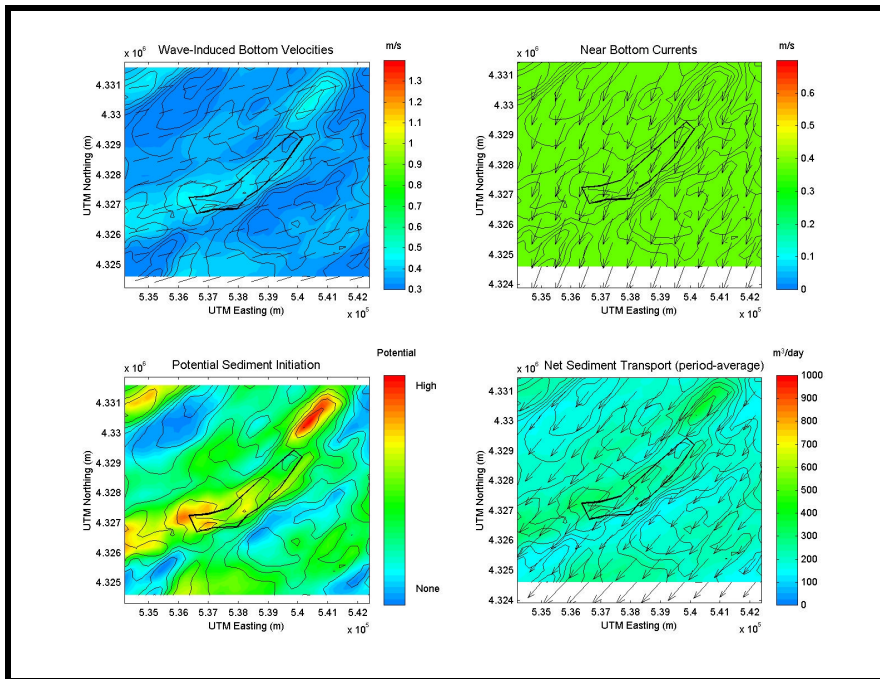 Wave-Induced Bottom Velocities
m/s
x 10^6
4.331
4.33
4.329
4.328
4.327
4.326
4.325
UTM Northing (m)
5.35 5.36 5.37 5.38 5.39 5.4 5.41 5.42
UTM Easting (m)
x 10^5
1.3
1.2
1.1
1
0.9
0.8
0.7
0.6
0.5
0.4
0.3
Near Bottom Currents
m/s
x 10^6
4.331
4.33
4.329
4.328
4.327
4.326
4.325
4.324
UTM Northing (m)
5.35 5.36 5.37 5.38 5.39 5.4 5.41 5.42
UTM Easting (m)
x 10^5
0.6
0.5
0.4
0.3
0.2
0.1
0
Potential Sediment Initiation
Potential
x 10^6
4.331
4.33
4.329
4.328
4.327
4.326
4.325
UTM Northing (m)
5.35 5.36 5.37 5.38 5.39 5.4 5.41 5.42
UTM Easting (m)
x 10^5
High
None
Net Sediment Transport (period-average)
m³/day
x 10^6
4.331
4.33
4.329
4.328
4.327
4.326
4.325
4.324
UTM Northing (m)
5.35 5.36 5.37 5.38 5.39 5.4 5.41 5.42
UTM Easting (m)
x 10^5
1000
900
800
700
600
500
400
300
200
100
0